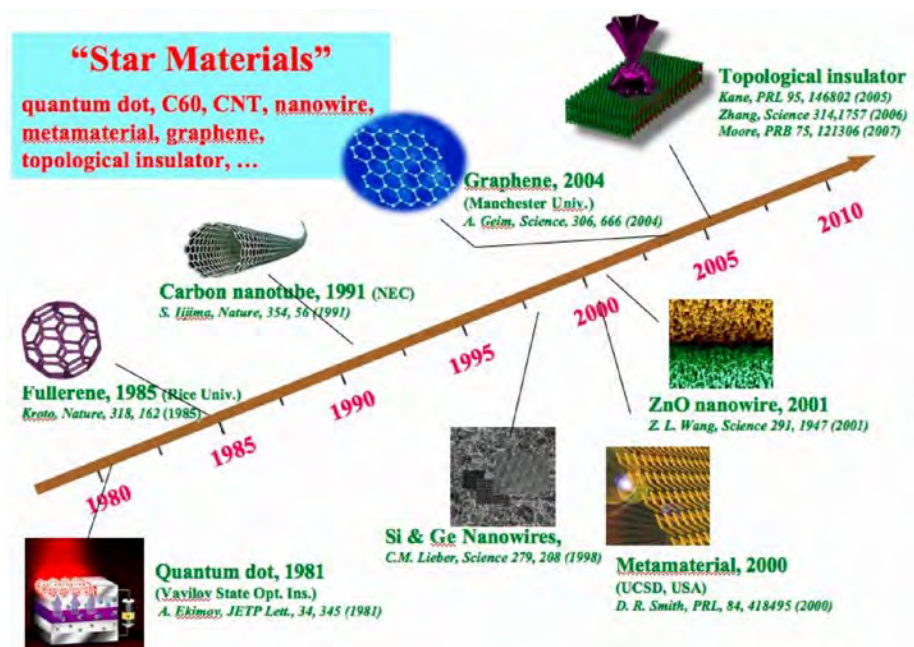 “Star Materials”
quantum dot, C60, CNT, nanowire,
metamaterial, graphene,
topological insulator, …
Topological insulator
Kane, PRL 95, 146802 (2005)
Zhang, Science 314,1757 (2006)
Moore, PRB 75, 121306 (2007)
Graphene, 2004
(Manchester Univ.)
A. Geim, Science, 306, 666 (2004)
Carbon nanotube, 1991 (NEC)
S. Iijima, Nature, 354, 56 (1991)
Fullerene, 1985 (Rice Univ.)
Kroto, Nature, 318, 162 (1985)
1980
1985
1990
1995
2000
2005
2010
ZnO nanowire, 2001
Z. L. Wang, Science 291, 1947 (2001)
Si & Ge Nanowires,
C.M. Lieber, Science 279, 208 (1998)
Metamaterial, 2000
(UCSD, USA)
D. R. Smith, PRL, 84, 418495 (2000)
Quantum dot, 1981
(Vavilov State Opt. Ins.)
A. Ekimov, JETP Lett., 34, 345 (1981)